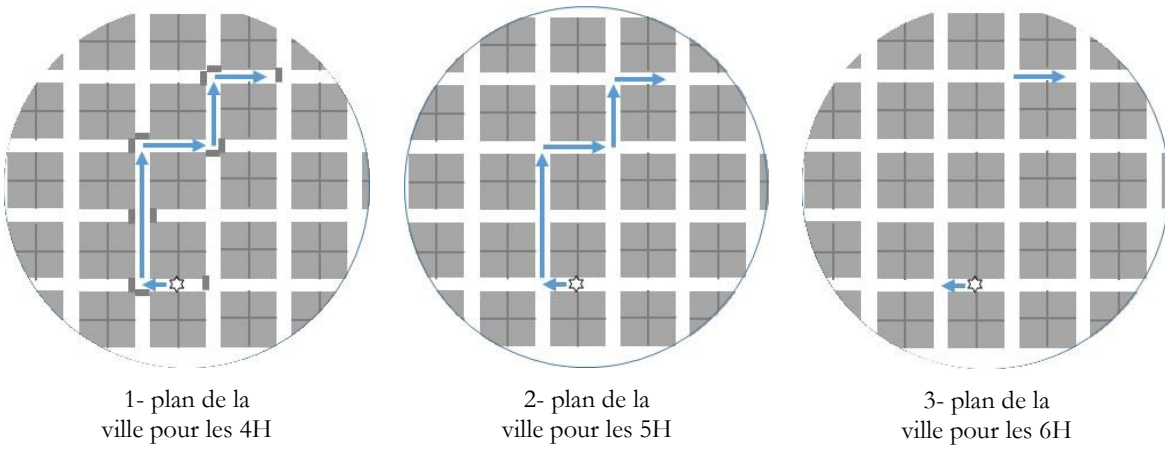 1- plan de la
ville pour les 4H
2- plan de la
ville pour les 5H
3- plan de la
ville pour les 6H